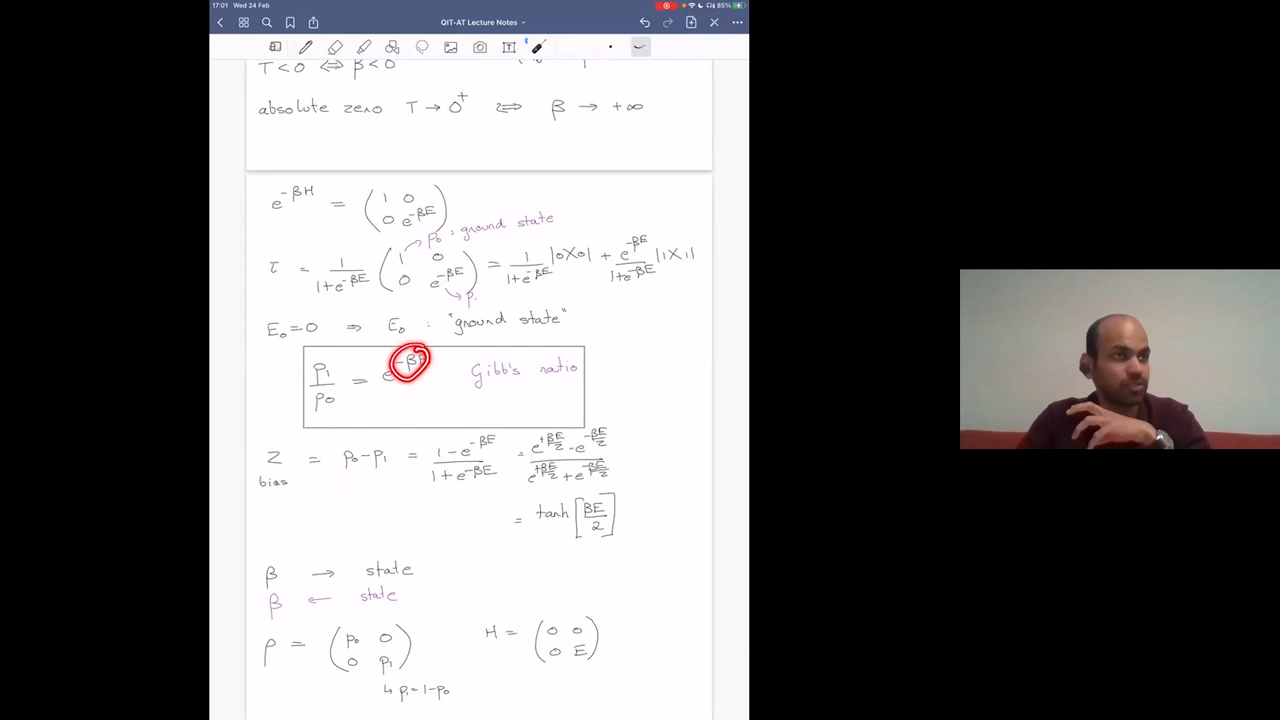 17:01 Wed 24 Feb
85%
QIT-AT Lecture Notes
T<0 ⟺ β<0
absolute zero T → 0⁺ ⟺ β → +∞
e^{-βH} = (1 0; 0 e^{-βE})
p₀ : ground state
τ = 1/(1+e^{-βE}) (1 0; 0 e^{-βE}) = 1/(1+e^{-βE}) |0X0| + e^{-βE}/(1+e^{-βE}) |1X1|
p₁
E₀=0 ⇒ E₀ : "ground state"
p₁/p₀ = e^{-βE} Gibb's ratio
Z = p₀-p₁ = (1-e^{-βE})/(1+e^{-βE}) = (e^{+βE/2} - e^{-βE/2})/(e^{+βE/2} + e^{-βE/2})
bias
= tanh[βE/2]
β → state
β ← state
ρ = (p₀ 0; 0 p₁) H = (0 0; 0 E)
↳ p₁=1-p₀